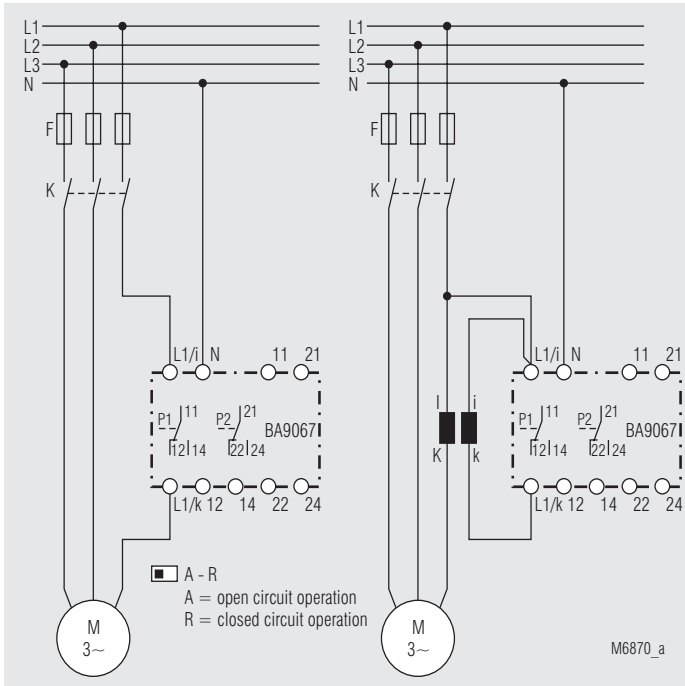 L1
L2
L3
N
F
K
L1/i N 11 21
P1 11
12 14
P2 21
22 24
BA9067
L1/k 12 14 22 24
M
3~
A - R
A = open circuit operation
R = closed circuit operation
L1
L2
L3
N
F
K
l
i
K
k
L1/i N 11 21
P1 11
12 14
P2 21
22 24
BA9067
L1/k 12 14 22 24
M
3~
M6870_a